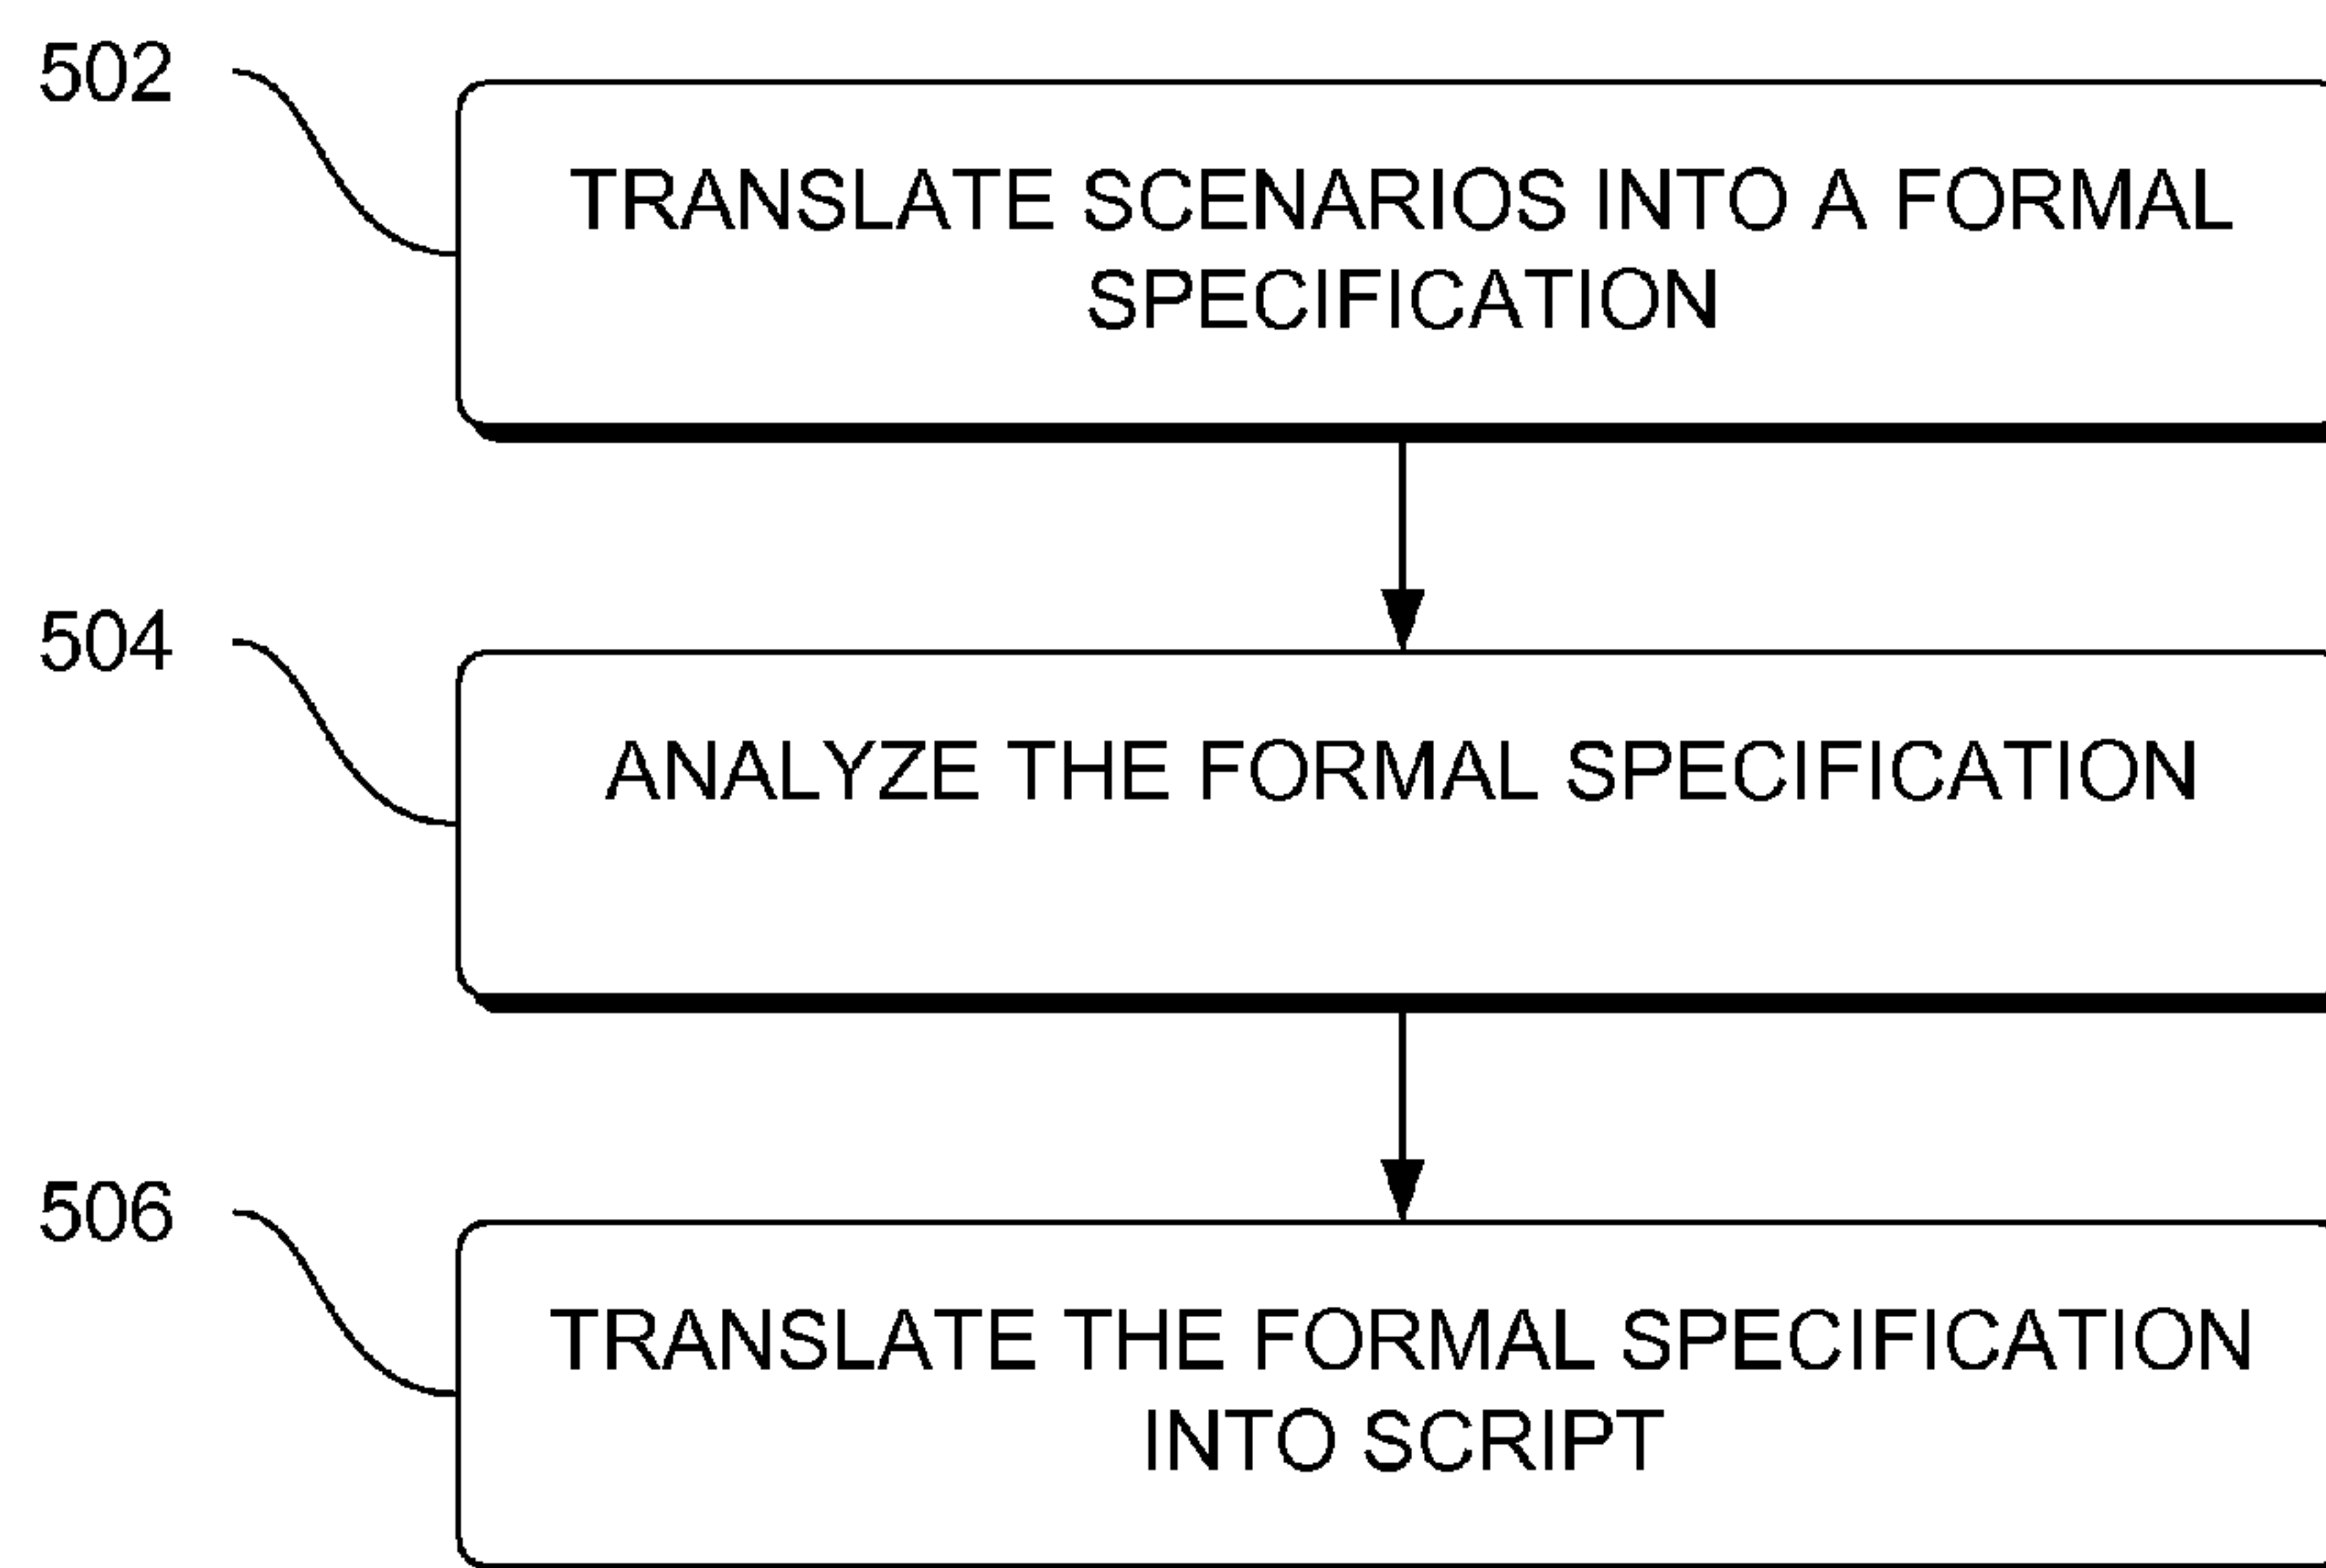 502
TRANSLATE SCENARIOS INTO A FORMAL
SPECIFICATION
504
ANALYZE THE FORMAL SPECIFICATION
506
TRANSLATE THE FORMAL SPECIFICATION
INTO SCRIPT